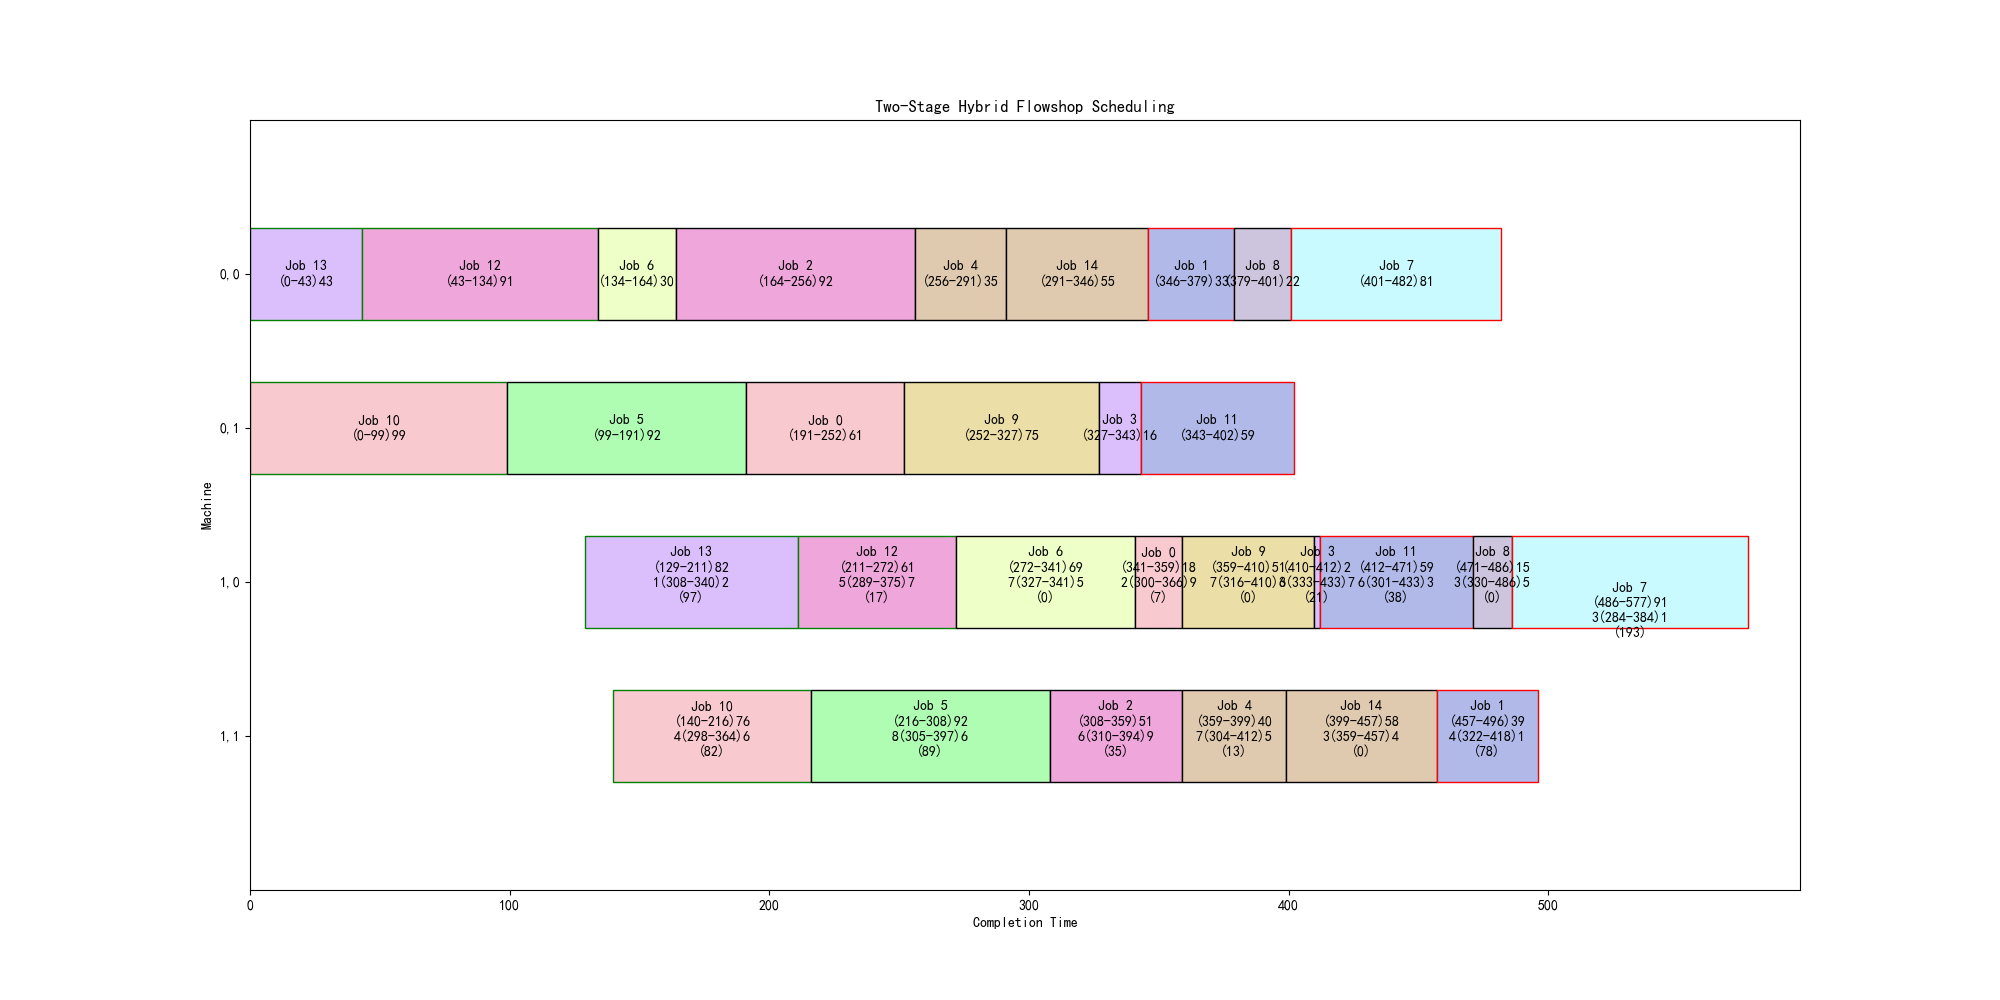 Two-Stage Hybrid Flowshop Scheduling
Machine
0,0
Job 13
(0-43)43
Job 12
(43-134)91
Job 6
(134-164)30
Job 2
(164-256)92
Job 4
(256-291)35
Job 14
(291-346)55
Job 1
(346-379)33
Job 8
(379-401)22
Job 7
(401-482)81
0,1
Job 10
(0-99)99
Job 5
(99-191)92
Job 0
(191-252)61
Job 9
(252-327)75
Job 3
(327-343)16
Job 11
(343-402)59
1,0
Job 13
(129-211)82
1(308-340)2
(97)
Job 12
(211-272)61
5(289-375)7
(17)
Job 6
(272-341)69
7(327-341)5
(0)
Job 0
(341-359)18
2(300-366)9
(7)
Job 9
(359-410)51
7(316-410)
(0)
Job 3
(410-412)2
(333-433)7
(21)
Job 11
(412-471)59
6(301-433)3
(38)
Job 8
(471-486)15
3(330-486)5
(0)
Job 7
(486-577)91
3(284-384)1
(193)
1,1
Job 10
(140-216)76
4(298-364)6
(82)
Job 5
(216-308)92
8(305-397)6
(89)
Job 2
(308-359)51
6(310-394)9
(35)
Job 4
(359-399)40
7(304-412)5
(13)
Job 14
(399-457)58
3(359-457)4
(0)
Job 1
(457-496)39
4(322-418)1
(78)
0
100
200
300
400
500
Completion Time